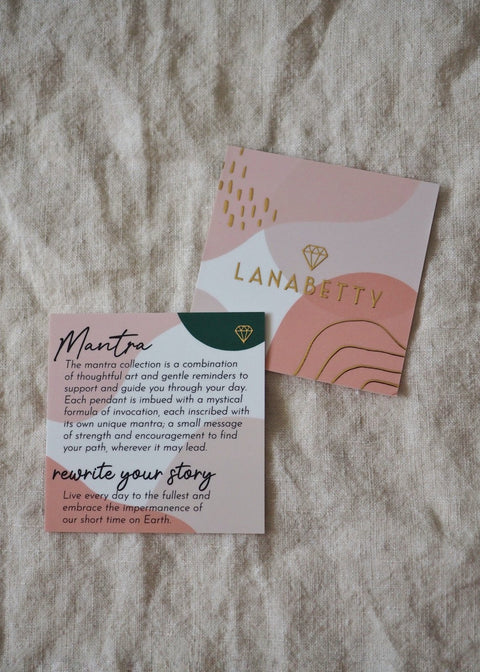 LANABETTY
Mantra
The mantra collection is a combination
of thoughtful art and gentle reminders to
support and guide you through your day.
Each pendant is imbued with a mystical
formula of invocation, each inscribed with
its own unique mantra; a small message
of strength and encouragement to find
your path, wherever it may lead.
rewrite your story
Live every day to the fullest and
embrace the impermanence of
our short time on Earth.